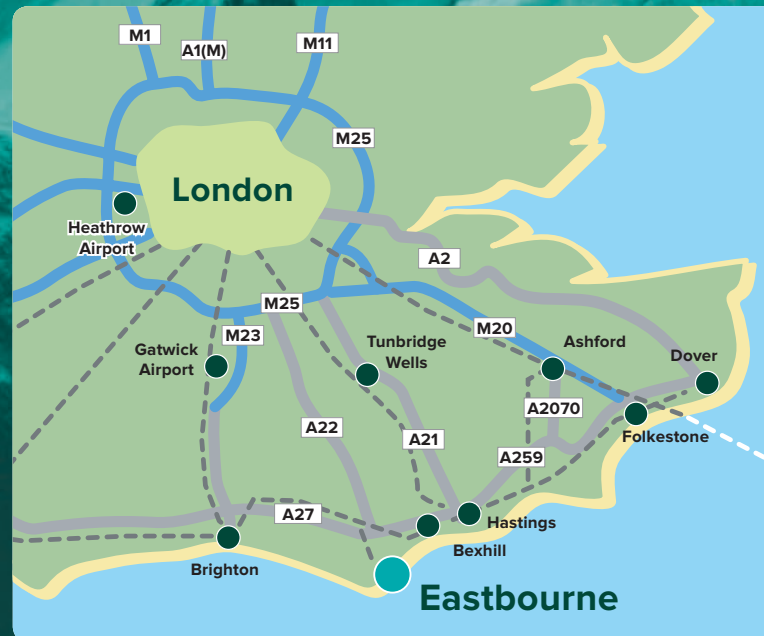 M1
A1(M)
M11
M25
London
Heathrow
Airport
A2
M25
M23
M20
Gatwick
Airport
Tunbridge
Wells
Ashford
Dover
A2070
A22
A21
Folkestone
A259
A27
Hastings
Bexhill
Brighton
Eastbourne